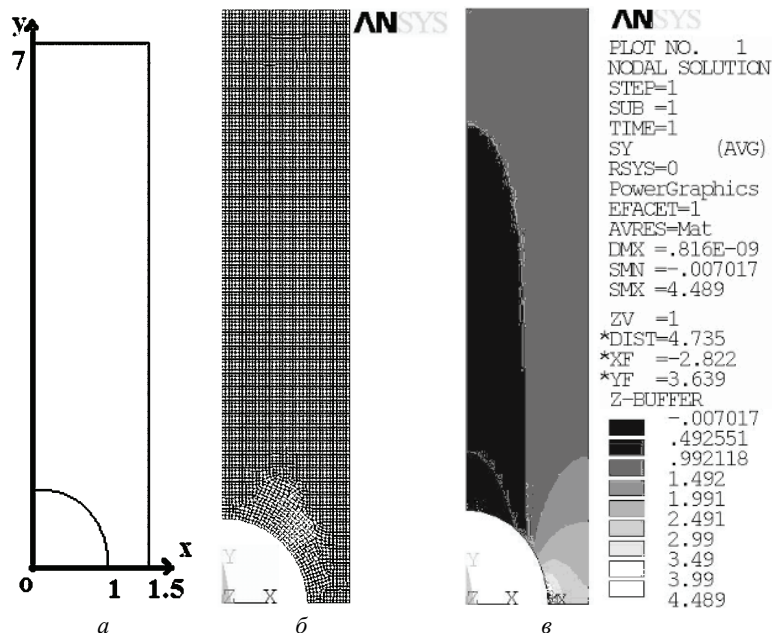 y
7
0
1
1.5
x
а
ANSYS
Y
Z
X
б
Y
Z
X
MX
в
ANSYS
PLOT NO. 1
NODAL SOLUTION
STEP=1
SUB =1
TIME=1
SY (AVG)
RSYS=0
PowerGraphics
EFACET=1
AVRES=Mat
DMX =.816E-09
SMN =-.007017
SMX =4.489
ZV =1
*DIST=4.735
*XF =-2.822
*YF =3.639
Z-BUFFER
-.007017
.492551
.992118
1.492
1.991
2.491
2.99
3.49
3.99
4.489